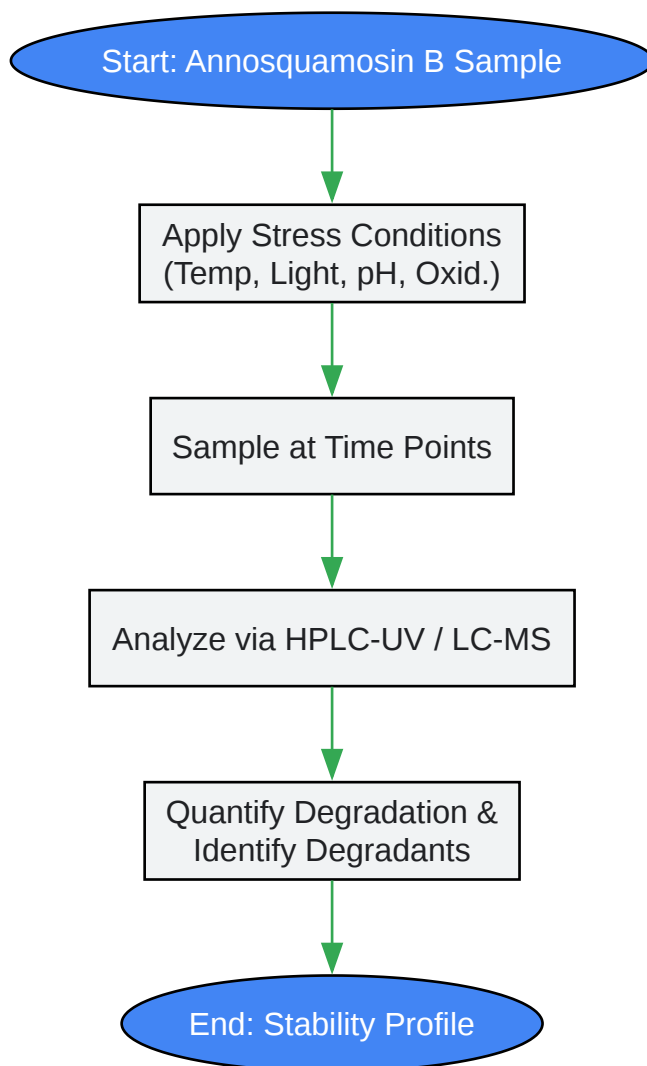 Start: Annosquamosin B Sample
Apply Stress Conditions
(Temp, Light, pH, Oxid.)
Sample at Time Points
Analyze via HPLC-UV / LC-MS
Quantify Degradation &
Identify Degradants
End: Stability Profile